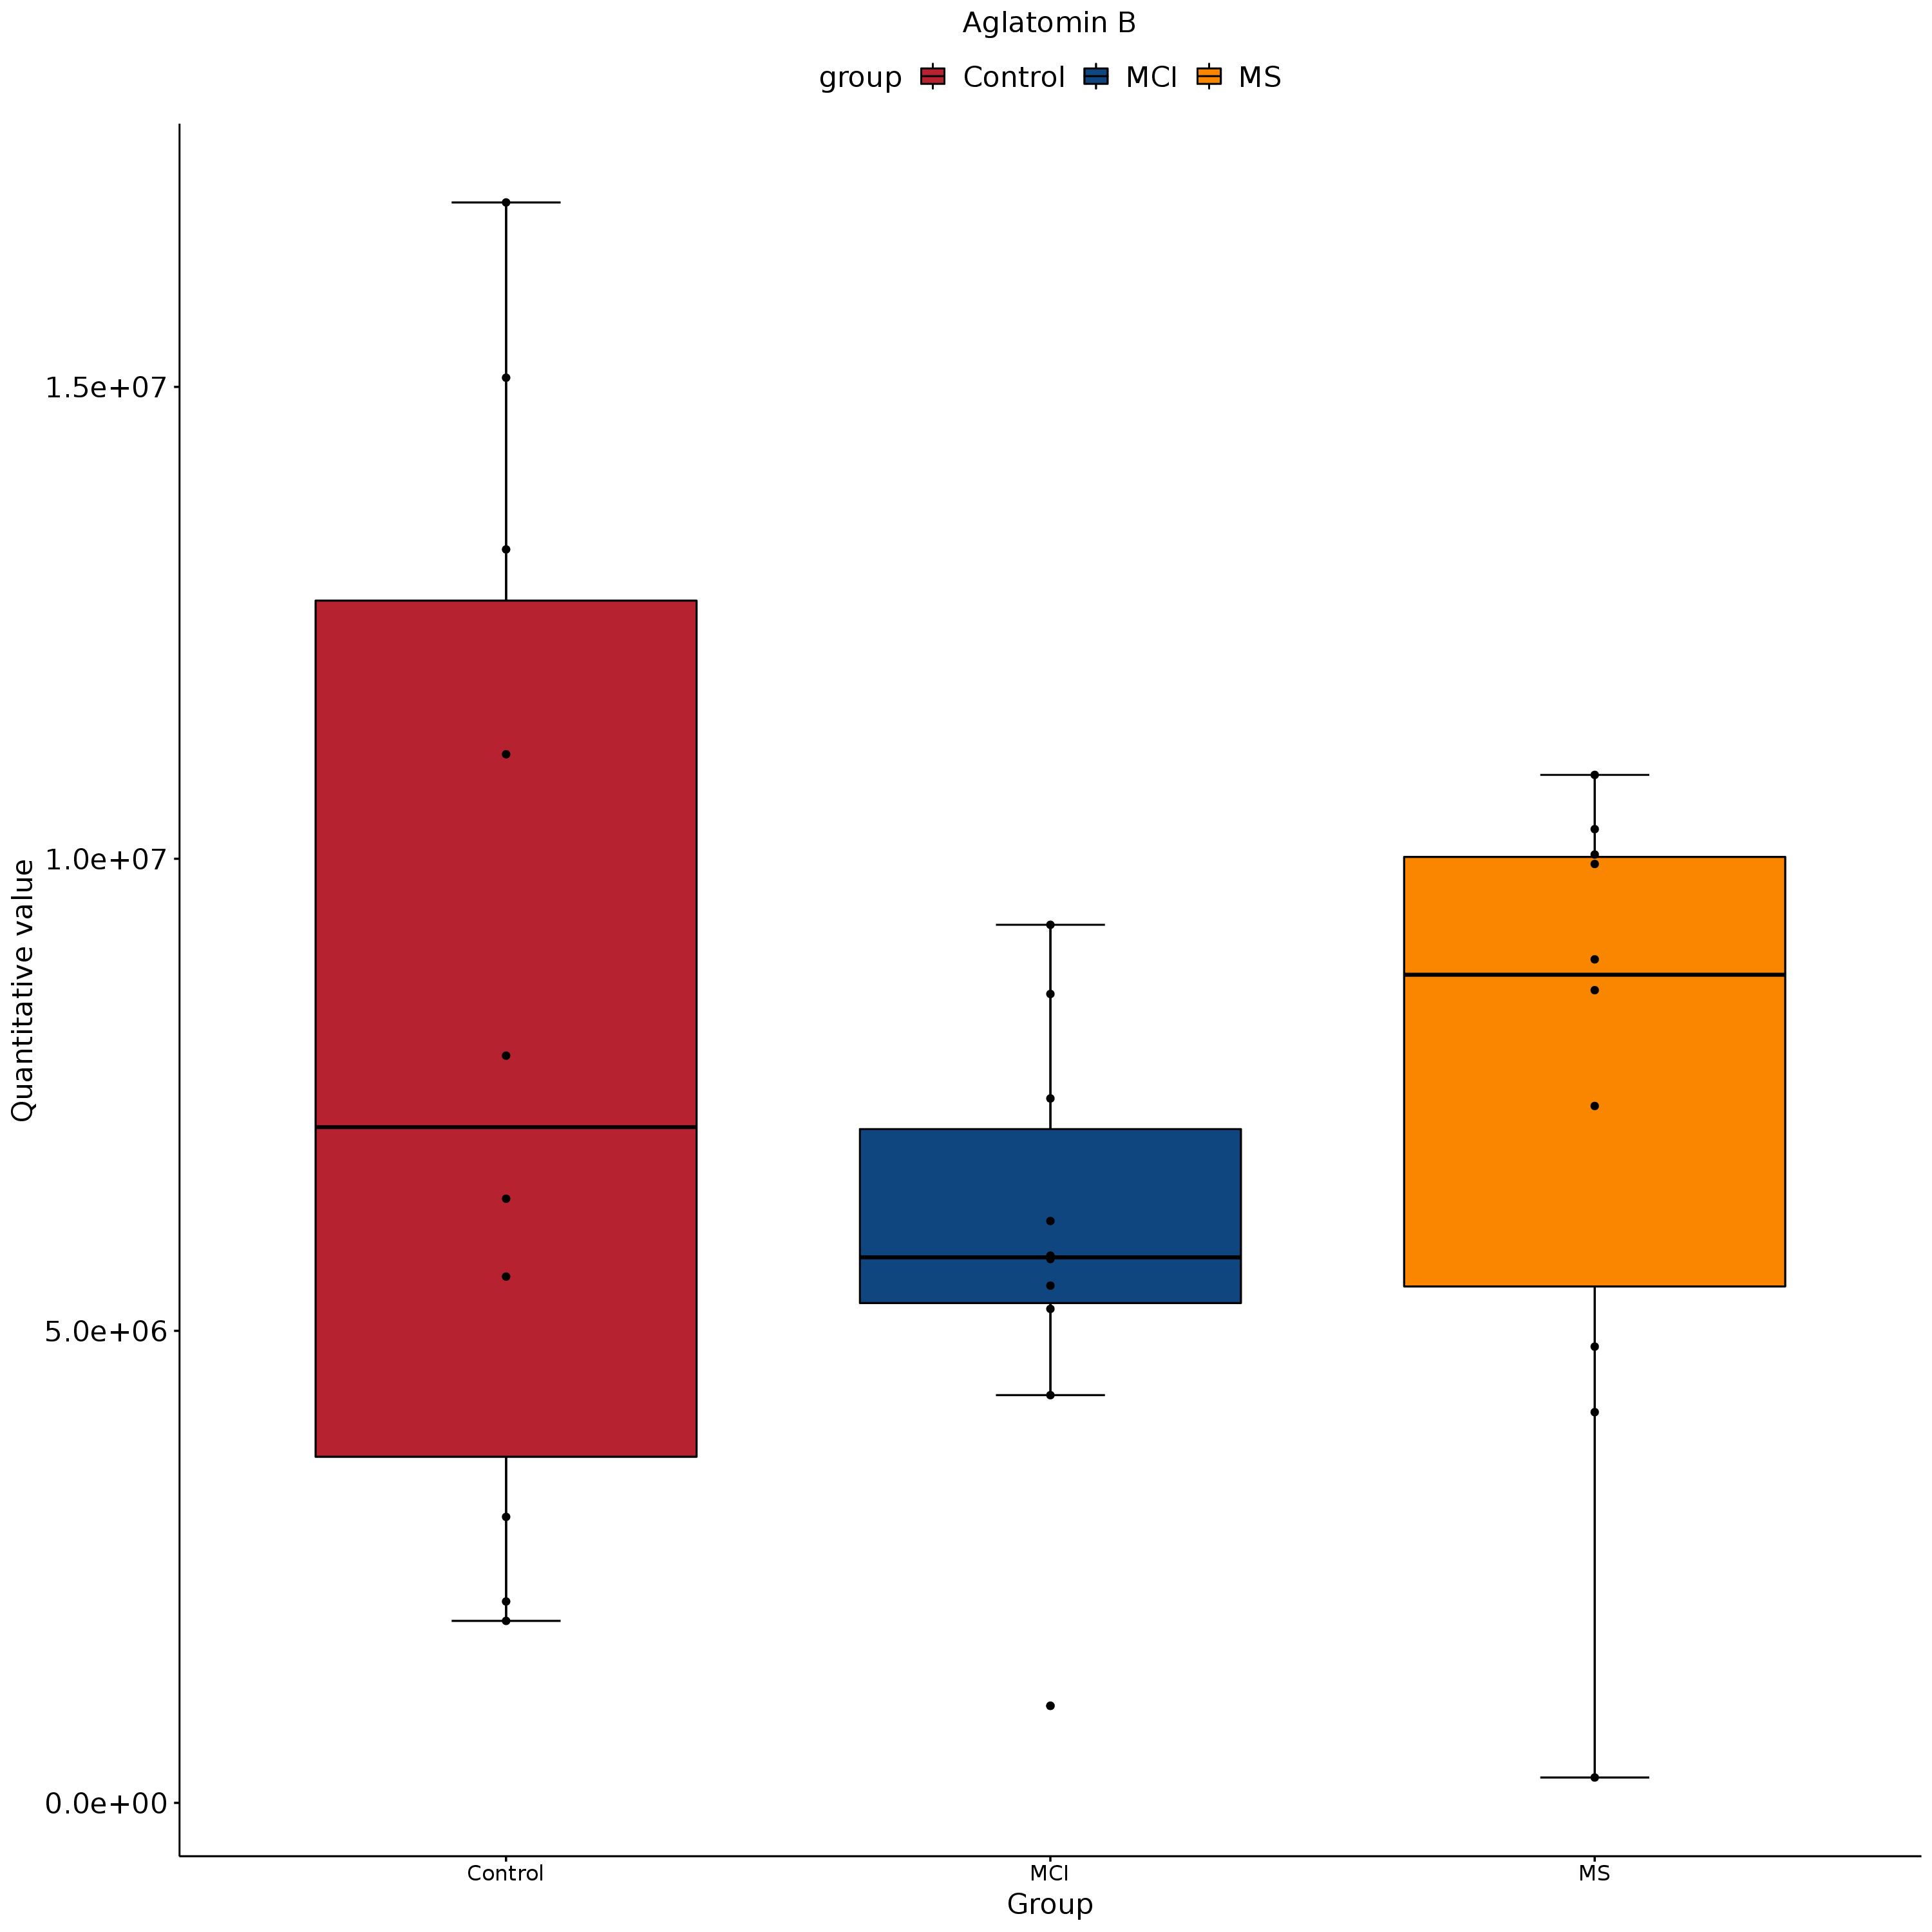 Aglatomin B
group Control MCI MS
1.5e+07
1.0e+07
5.0e+06
0.0e+00
Quantitative value
Control MCI MS
Group